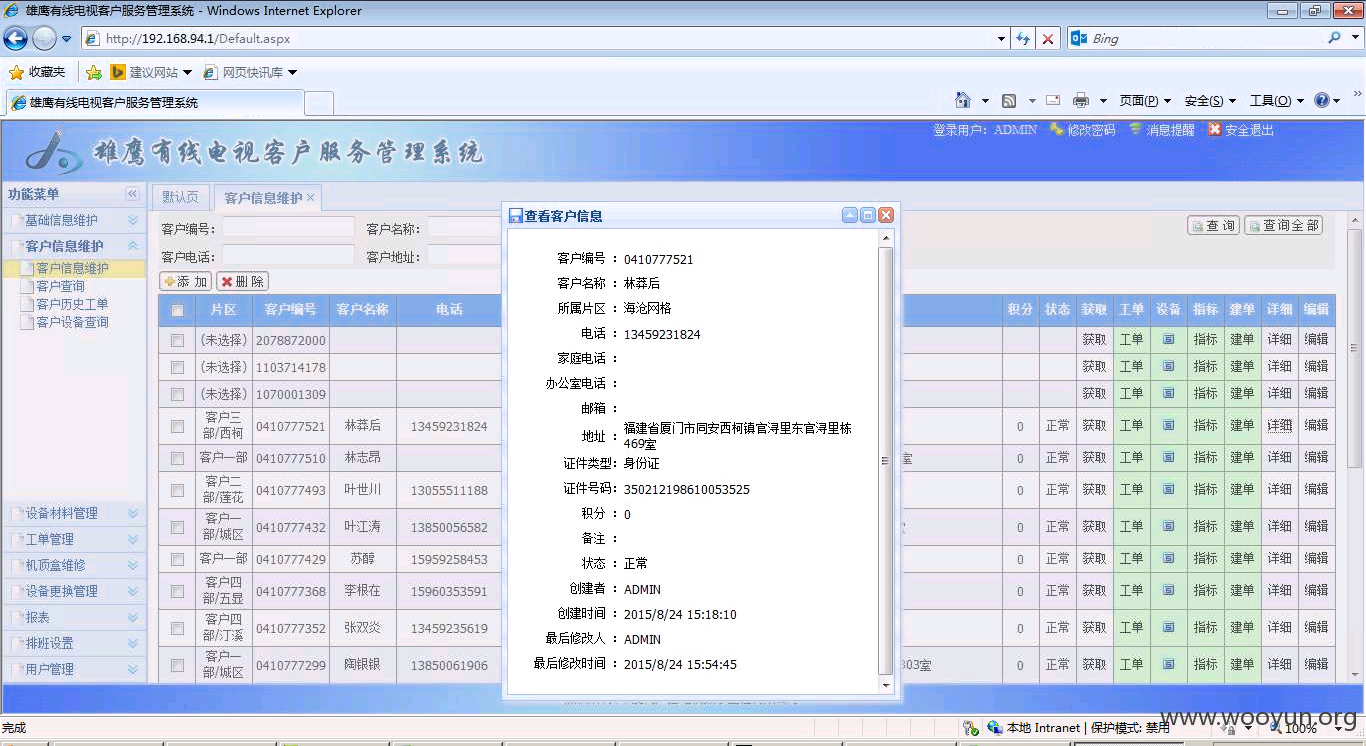 雄鹰有线电视客户服务管理系统 - Windows Internet Explorer
http://192.168.94.1/Default.aspx
Bing
收藏夹 建议网站 网页快讯库
雄鹰有线电视客户服务管理系统
页面(P) 安全(S) 工具(O)
登录用户: ADMIN 修改密码 消息提醒 安全退出
雄鹰有线电视客户服务管理系统
功能菜单
基础信息维护
客户信息维护
客户信息维护
客户查询
客户历史工单
客户设备查询
设备材料管理
工单管理
机顶盒维修
设备更换管理
报表
排班设置
用户管理
默认页 客户信息维护
客户编号: 客户名称:
查 询 查询全部
客户电话: 客户地址:
添 加 删 除
片区 客户编号 客户名称 电话 积分 状态 获取 工单 设备 指标 建单 详细 编辑
(未选择) 2078872000 获取 工单 指标 建单 详细 编辑
(未选择) 1103714178 获取 工单 指标 建单 详细 编辑
(未选择) 1070001309 获取 工单 指标 建单 详细 编辑
客户三部/西柯 0410777521 林莽后 13459231824 0 正常 获取 工单 指标 建单 详细 编辑
客户一部 0410777510 林志昂 室 0 正常 获取 工单 指标 建单 详细 编辑
客户二部/莲花 0410777493 叶世川 13055511188 0 正常 获取 工单 指标 建单 详细 编辑
客户一部/城区 0410777432 叶江涛 13850056582 0 正常 获取 工单 指标 建单 详细 编辑
客户一部 0410777429 苏醇 15959258453 0 正常 获取 工单 指标 建单 详细 编辑
客户四部/五显 0410777368 李根在 15960353591 0 正常 获取 工单 指标 建单 详细 编辑
客户四部/汀溪 0410777352 张双炎 13459235619 0 正常 获取 工单 指标 建单 详细 编辑
客户一部/城区 0410777299 陶银银 13850061906 303室 0 正常 获取 工单 指标 建单 详细 编辑
查看客户信息
客户编号 : 0410777521
客户名称 : 林莽后
所属片区 : 海沧网格
电话 : 13459231824
家庭电话 :
办公室电话 :
邮箱 :
地址 : 福建省厦门市同安西柯镇官浔里东官浔里栋
469室
证件类型: 身份证
证件号码: 350212198610053525
积分 : 0
备注 :
状态 : 正常
创建者 : ADMIN
创建时间 : 2015/8/24 15:18:10
最后修改人 : ADMIN
最后修改时间 : 2015/8/24 15:54:45
完成
本地 Intranet | 保护模式: 禁用
100%
www.wooyun.org